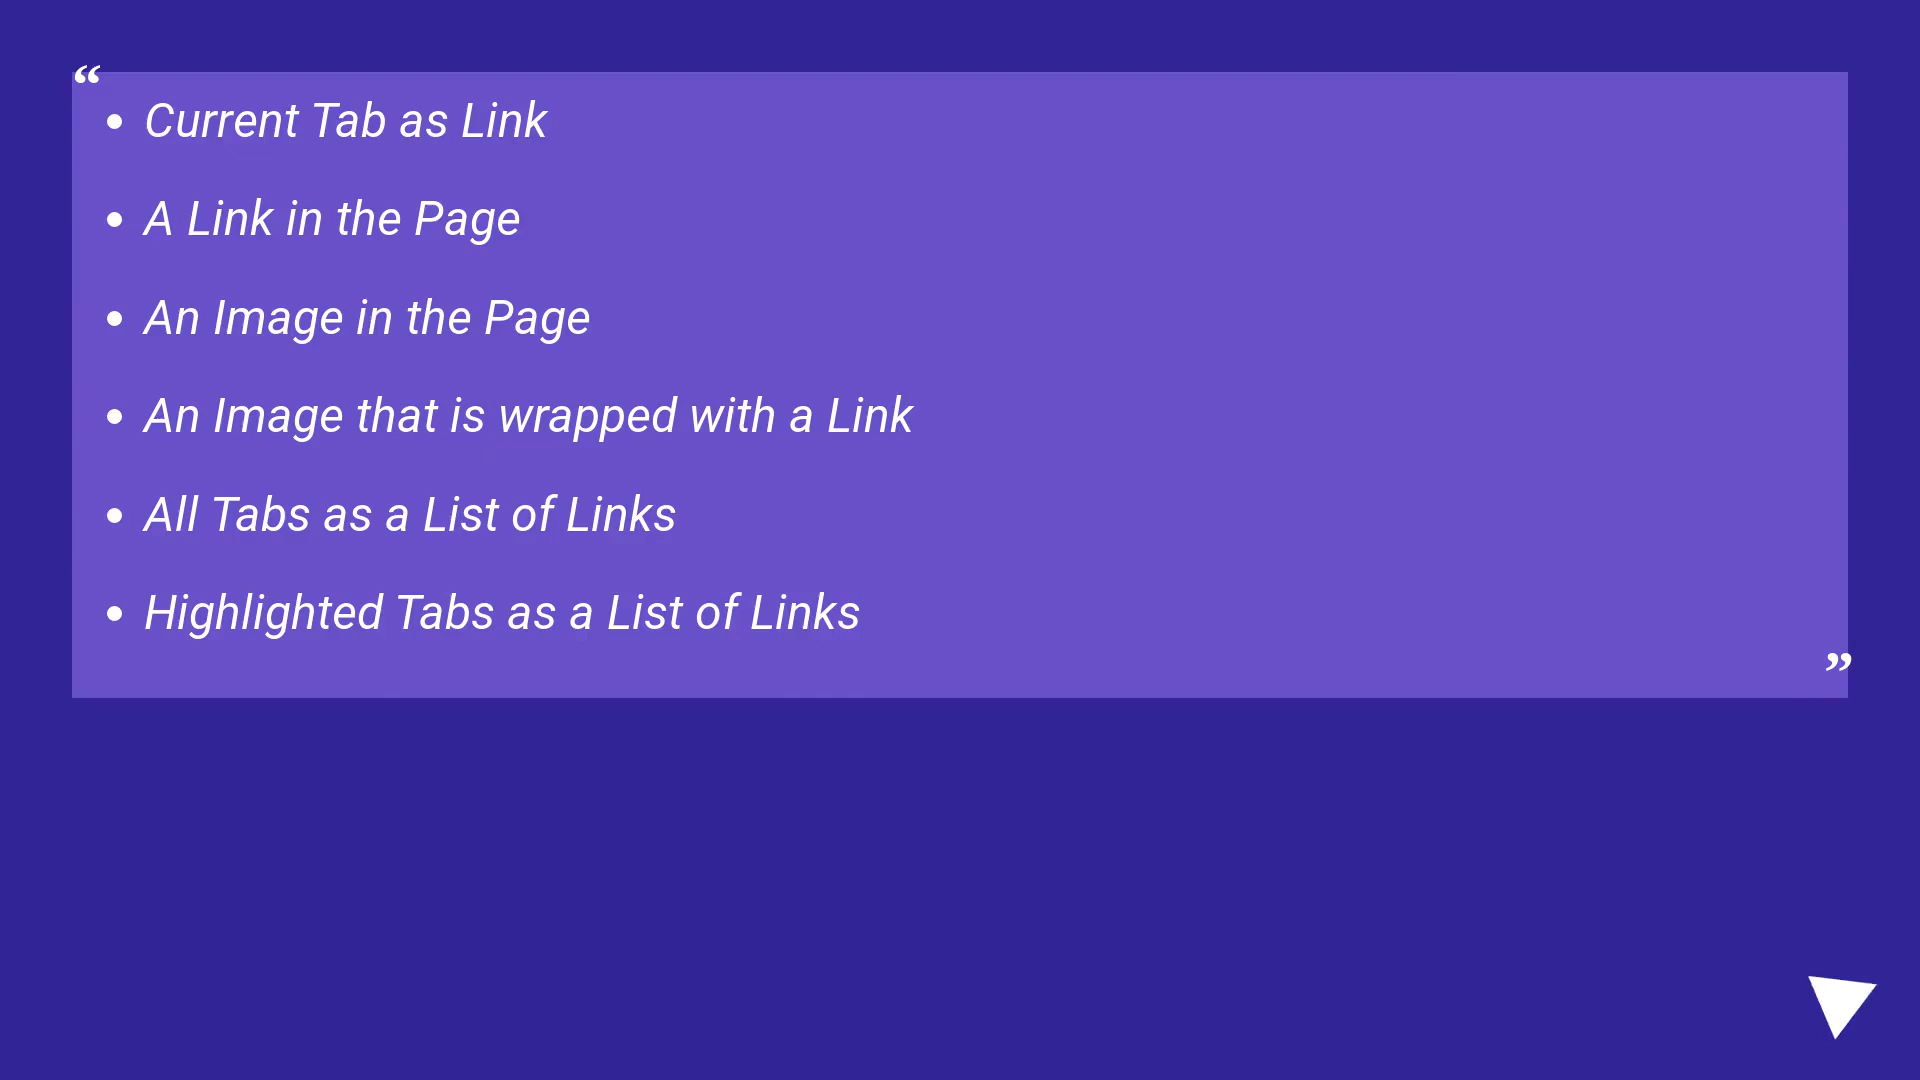 “
• Current Tab as Link
• A Link in the Page
• An Image in the Page
• An Image that is wrapped with a Link
• All Tabs as a List of Links
• Highlighted Tabs as a List of Links
”